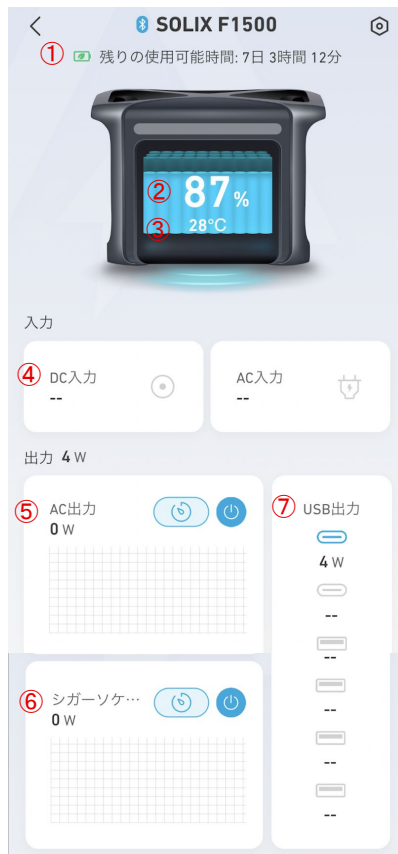 SOLIX F1500
① 残りの使用可能時間: 7日 3時間 12分
② 87%
③ 28°C
入力
④ DC入力
--
AC入力
--
出力 4 W
⑤ AC出力
0 W
⑥ シガーソケ…
0 W
⑦ USB出力
4 W
--
--
--
--
--